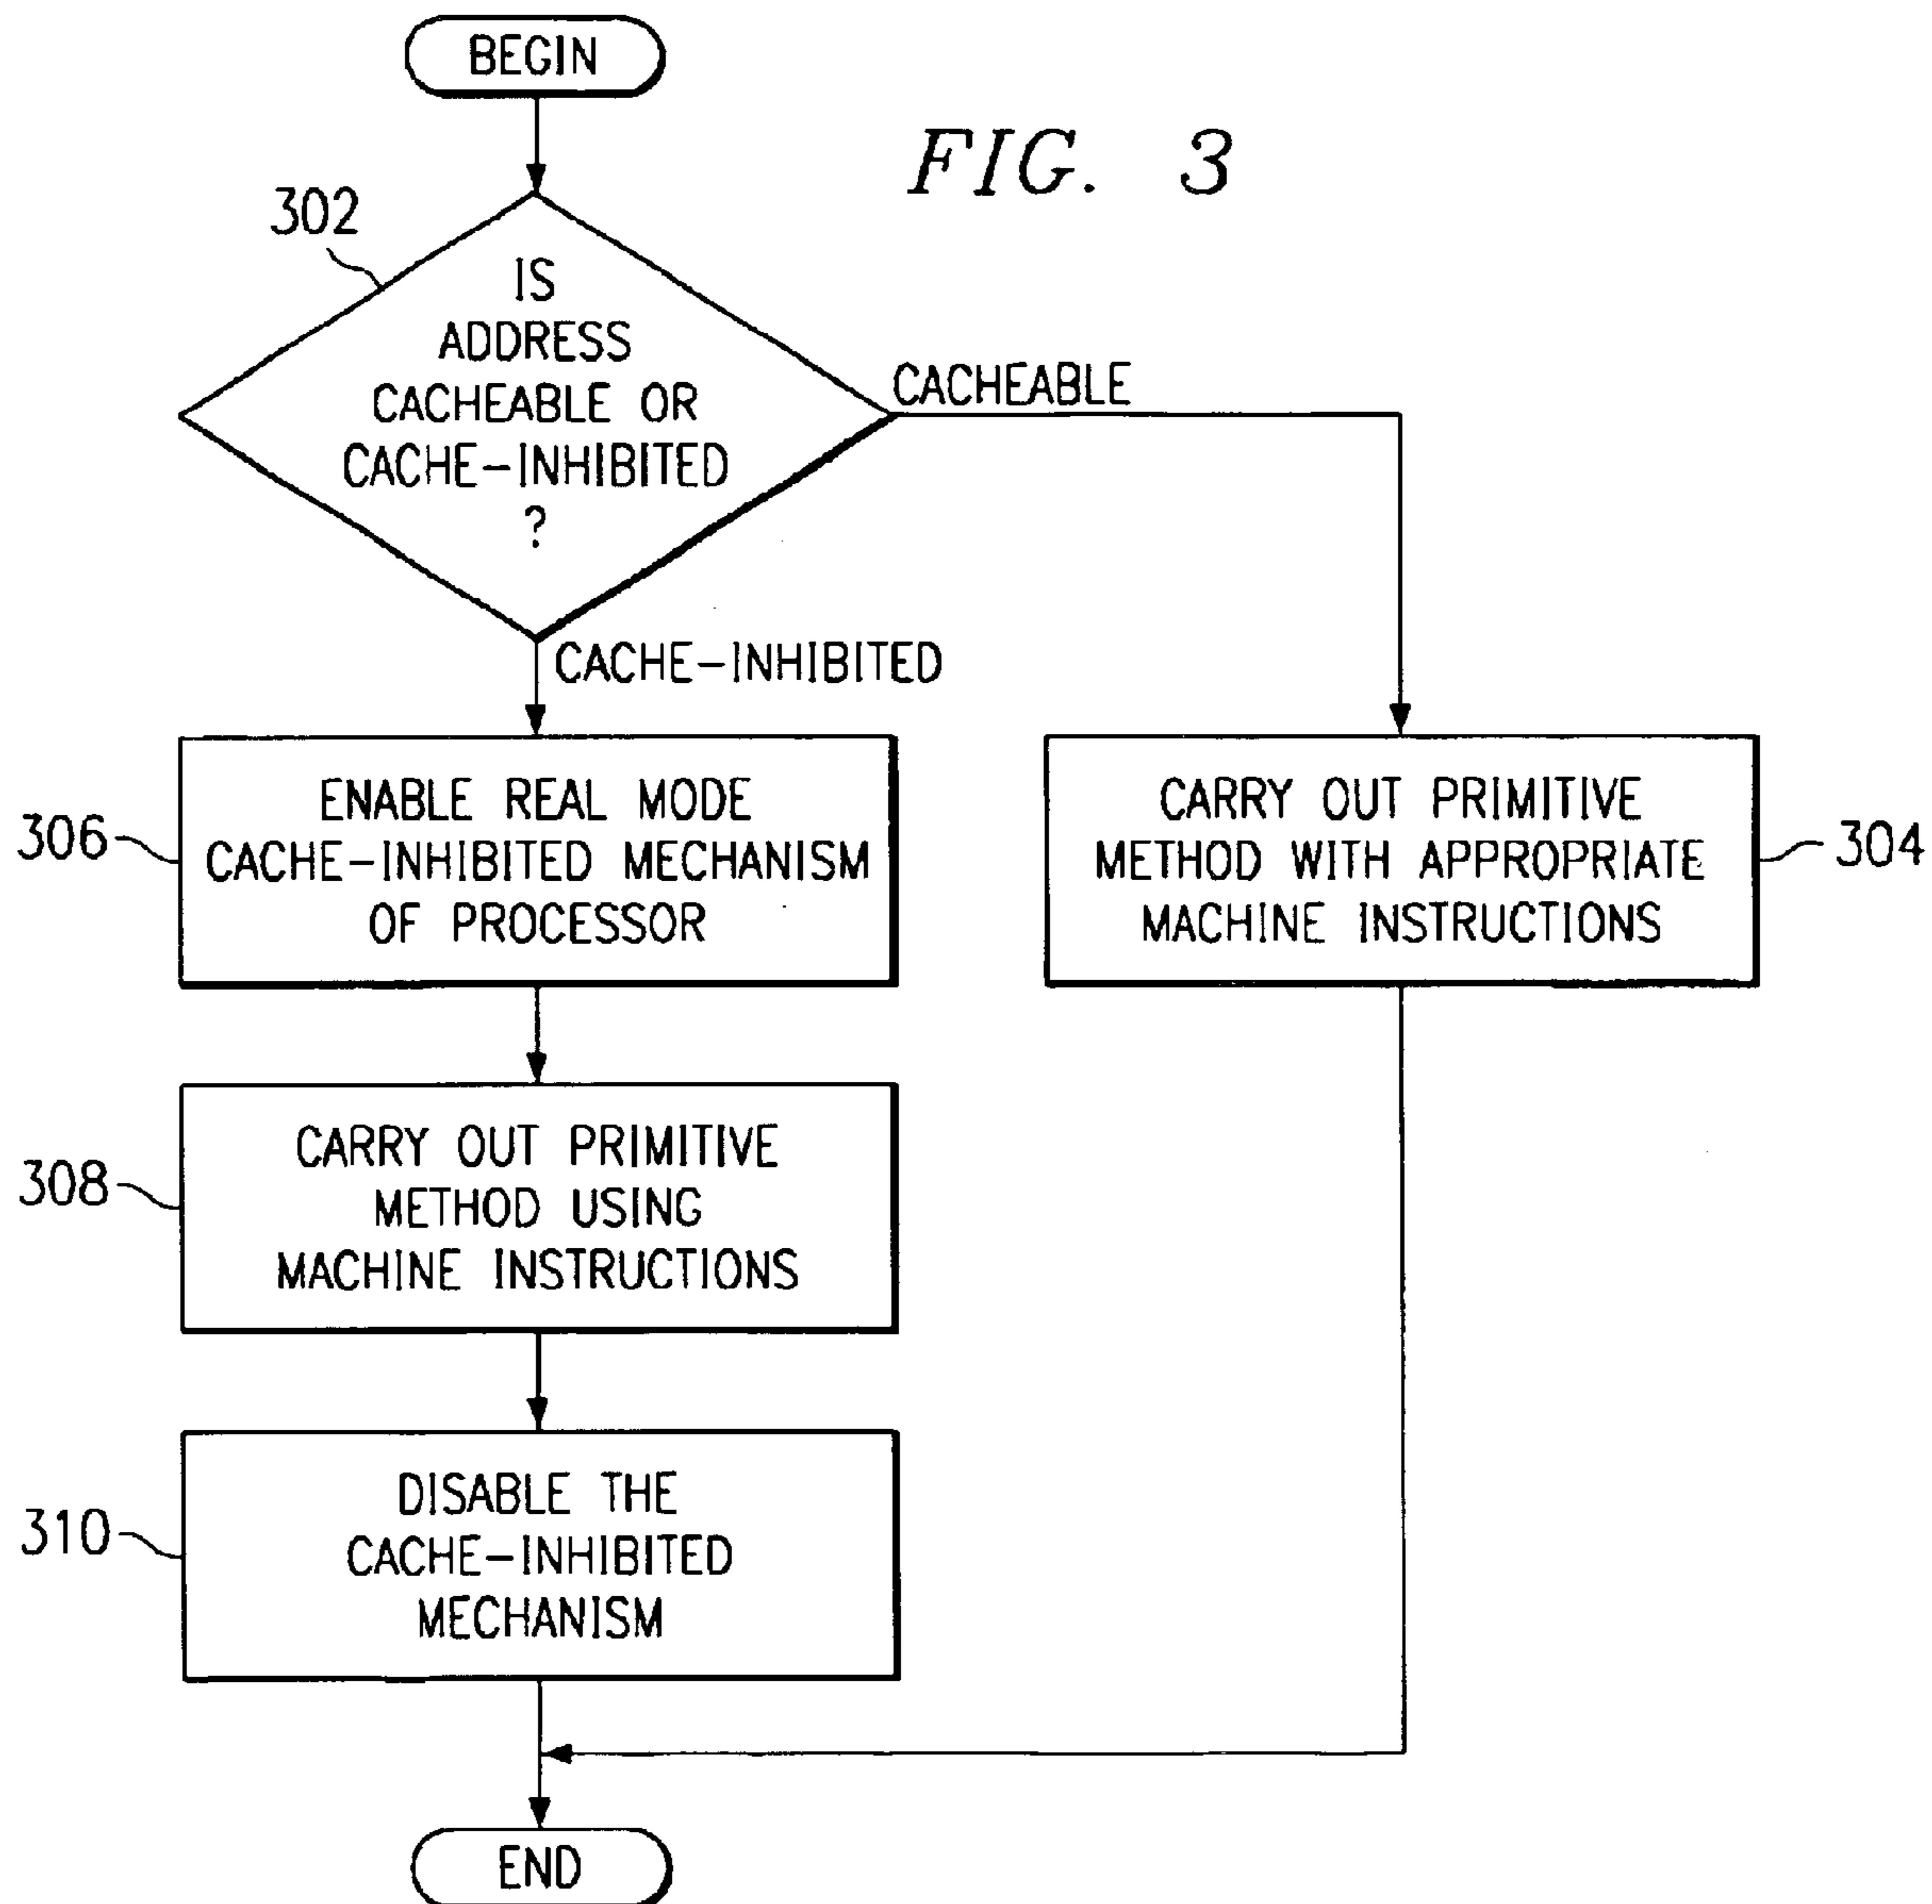 BEGIN
FIG. 3
302
IS
ADDRESS
CACHEABLE OR
CACHE-INHIBITED
?
CACHEABLE
CACHE-INHIBITED
306
ENABLE REAL MODE
CACHE-INHIBITED MECHANISM
OF PROCESSOR
CARRY OUT PRIMITIVE
METHOD WITH APPROPRIATE
MACHINE INSTRUCTIONS
304
308
CARRY OUT PRIMITIVE
METHOD USING
MACHINE INSTRUCTIONS
310
DISABLE THE
CACHE-INHIBITED
MECHANISM
END